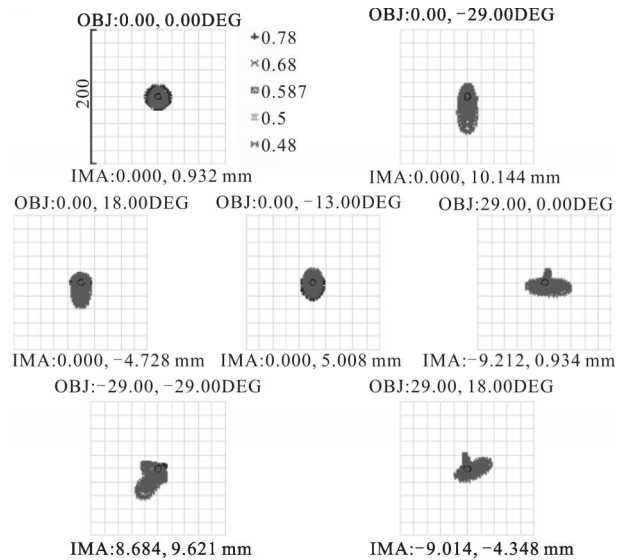 OBJ:0.00, 0.00DEG
OBJ:0.00, −29.00DEG
200
+0.78
×0.68
0.587
0.5
0.48
IMA:0.000, 0.932 mm
IMA:0.000, 10.144 mm
OBJ:0.00, 18.00DEG
OBJ:0.00, −13.00DEG
OBJ:29.00, 0.00DEG
IMA:0.000, −4.728 mm
IMA:0.000, 5.008 mm
IMA:−9.212, 0.934 mm
OBJ:−29.00, −29.00DEG
OBJ:29.00, 18.00DEG
IMA:8.684, 9.621 mm
IMA:−9.014, −4.348 mm